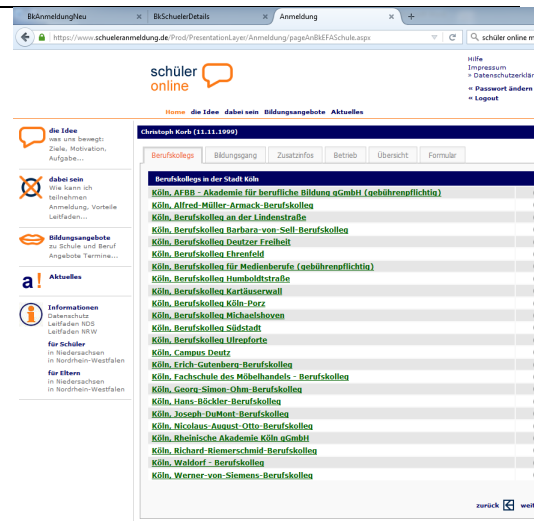 BkAnmeldungNeu × BkSchuelerDetails × Anmeldung × +
https://www.schueleranmeldung.de/Prod/PresentationLayer/Anmeldung/pageAnBkEFASchule.aspx
schüler online m
schüler
online
Hilfe
Impressum
» Datenschutzerklär
« Passwort ändern
« Logout
Home die Idee dabei sein Bildungsangebote Aktuelles
die Idee
was uns bewegt:
Ziele, Motivation,
Aufgabe...
dabei sein
Wie kann ich
teilnehmen
Anmeldung, Vorteile
Leitfaden...
Bildungsangebote
zu Schule und Beruf
Angebote Termine...
a! Aktuelles
Informationen
Datenschutz
Leitfaden NDS
Leitfaden NRW
für Schüler
in Niedersachsen
in Nordrhein-Westfalen
für Eltern
in Niedersachsen
in Nordrhein-Westfalen
Christoph Korb (11.11.1999)
Berufskollegs Bildungsgang Zusatzinfos Betrieb Übersicht Formular
Berufskollegs in der Stadt Köln
Köln, AFBB - Akademie für berufliche Bildung gGmbH (gebührenpflichtig)
Köln, Alfred-Müller-Armack-Berufskolleg
Köln, Berufskolleg an der Lindenstraße
Köln, Berufskolleg Barbara-von-Sell-Berufskolleg
Köln, Berufskolleg Deutzer Freiheit
Köln, Berufskolleg Ehrenfeld
Köln, Berufskolleg für Medienberufe (gebührenpflichtig)
Köln, Berufskolleg Humboldtstraße
Köln, Berufskolleg Kartäuserwall
Köln, Berufskolleg Köln-Porz
Köln, Berufskolleg Michaelshoven
Köln, Berufskolleg Südstadt
Köln, Berufskolleg Ulrepforte
Köln, Campus Deutz
Köln, Erich-Gutenberg-Berufskolleg
Köln, Fachschule des Möbelhandels - Berufskolleg
Köln, Georg-Simon-Ohm-Berufskolleg
Köln, Hans-Böckler-Berufskolleg
Köln, Joseph-DuMont-Berufskolleg
Köln, Nicolaus-August-Otto-Berufskolleg
Köln, Rheinische Akademie Köln gGmbH
Köln, Richard-Riemerschmid-Berufskolleg
Köln, Waldorf - Berufskolleg
Köln, Werner-von-Siemens-Berufskolleg
zurück weit